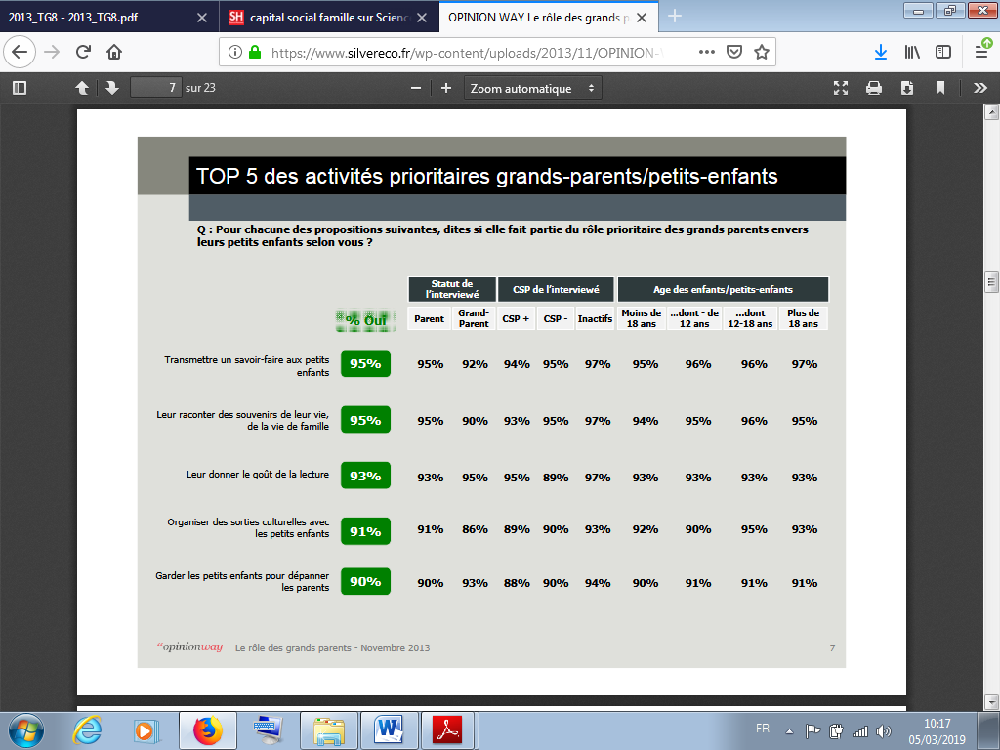 2013_TG8 - 2013_TG8.pdf
SH capital social famille sur Scienc
OPINION WAY Le rôle des grands p
https://www.silvereco.fr/wp-content/uploads/2013/11/OPINION-
7 sur 23
Zoom automatique
TOP 5 des activités prioritaires grands-parents/petits-enfants
Q : Pour chacune des propositions suivantes, dites si elle fait partie du rôle prioritaire des grands parents envers
leurs petits enfants selon vous ?
Statut de
l'interviewé
CSP de l'interviewé
Age des enfants/petits-enfants
% Oui
Parent
Grand-
Parent
CSP +
CSP -
Inactifs
Moins de
18 ans
...dont - de
12 ans
...dont
12-18 ans
Plus de
18 ans
Transmettre un savoir-faire aux petits
enfants
95% 95% 92% 94% 95% 97% 95% 96% 96% 97%
Leur raconter des souvenirs de leur vie,
de la vie de famille
95% 95% 90% 93% 95% 97% 94% 95% 96% 95%
Leur donner le goût de la lecture
93% 93% 95% 95% 89% 97% 93% 93% 93% 93%
Organiser des sorties culturelles avec
les petits enfants
91% 91% 86% 89% 90% 93% 92% 90% 95% 93%
Garder les petits enfants pour dépanner
les parents
90% 90% 93% 88% 90% 94% 90% 91% 91% 91%
“opinionway Le rôle des grands parents - Novembre 2013 7
FR
10:17
05/03/2019